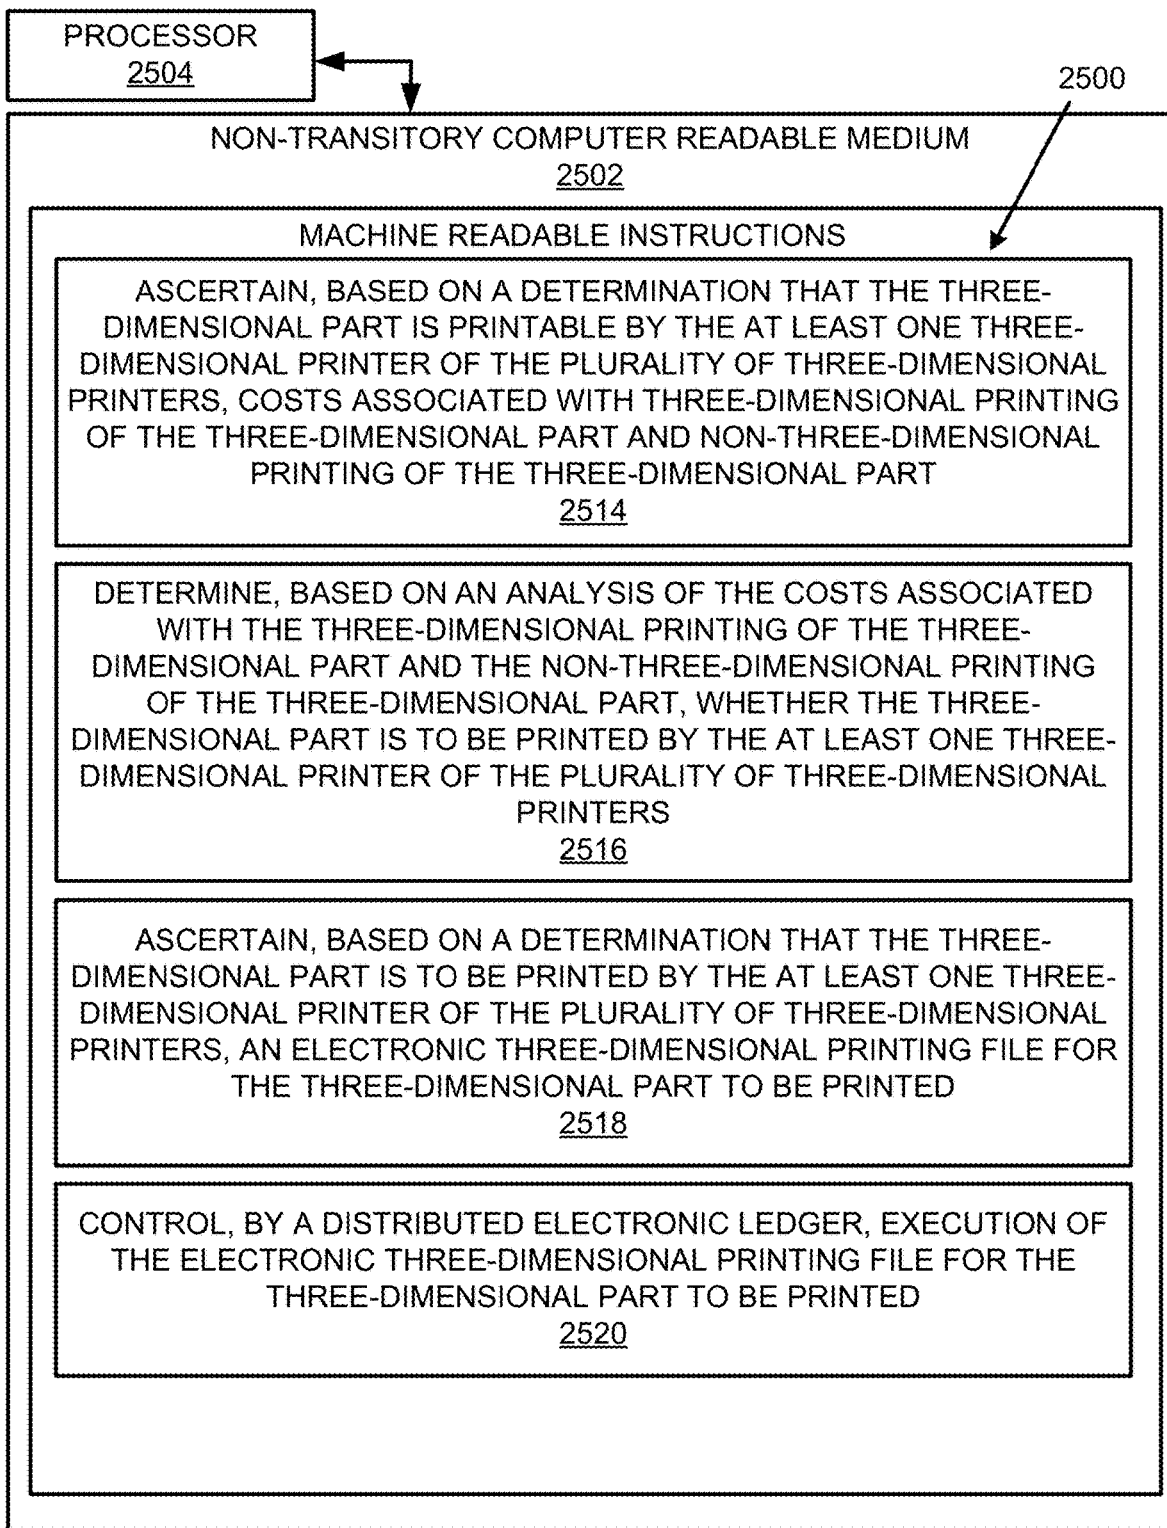 PROCESSOR
2504
2500
NON-TRANSITORY COMPUTER READABLE MEDIUM
2502
MACHINE READABLE INSTRUCTIONS
ASCERTAIN, BASED ON A DETERMINATION THAT THE THREE-
DIMENSIONAL PART IS PRINTABLE BY THE AT LEAST ONE THREE-
DIMENSIONAL PRINTER OF THE PLURALITY OF THREE-DIMENSIONAL
PRINTERS, COSTS ASSOCIATED WITH THREE-DIMENSIONAL PRINTING
OF THE THREE-DIMENSIONAL PART AND NON-THREE-DIMENSIONAL
PRINTING OF THE THREE-DIMENSIONAL PART
2514
DETERMINE, BASED ON AN ANALYSIS OF THE COSTS ASSOCIATED
WITH THE THREE-DIMENSIONAL PRINTING OF THE THREE-
DIMENSIONAL PART AND THE NON-THREE-DIMENSIONAL PRINTING
OF THE THREE-DIMENSIONAL PART, WHETHER THE THREE-
DIMENSIONAL PART IS TO BE PRINTED BY THE AT LEAST ONE THREE-
DIMENSIONAL PRINTER OF THE PLURALITY OF THREE-DIMENSIONAL
PRINTERS
2516
ASCERTAIN, BASED ON A DETERMINATION THAT THE THREE-
DIMENSIONAL PART IS TO BE PRINTED BY THE AT LEAST ONE THREE-
DIMENSIONAL PRINTER OF THE PLURALITY OF THREE-DIMENSIONAL
PRINTERS, AN ELECTRONIC THREE-DIMENSIONAL PRINTING FILE FOR
THE THREE-DIMENSIONAL PART TO BE PRINTED
2518
CONTROL, BY A DISTRIBUTED ELECTRONIC LEDGER, EXECUTION OF
THE ELECTRONIC THREE-DIMENSIONAL PRINTING FILE FOR THE
THREE-DIMENSIONAL PART TO BE PRINTED
2520